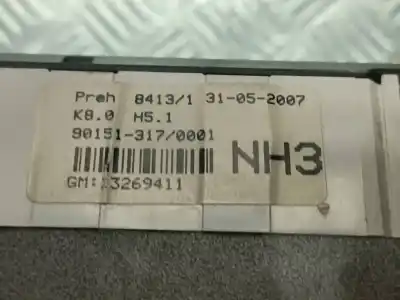 Preh 8413/1 31-05-2007
K8.0 H5.1
90151-317/0001
NH3
GM:13269411